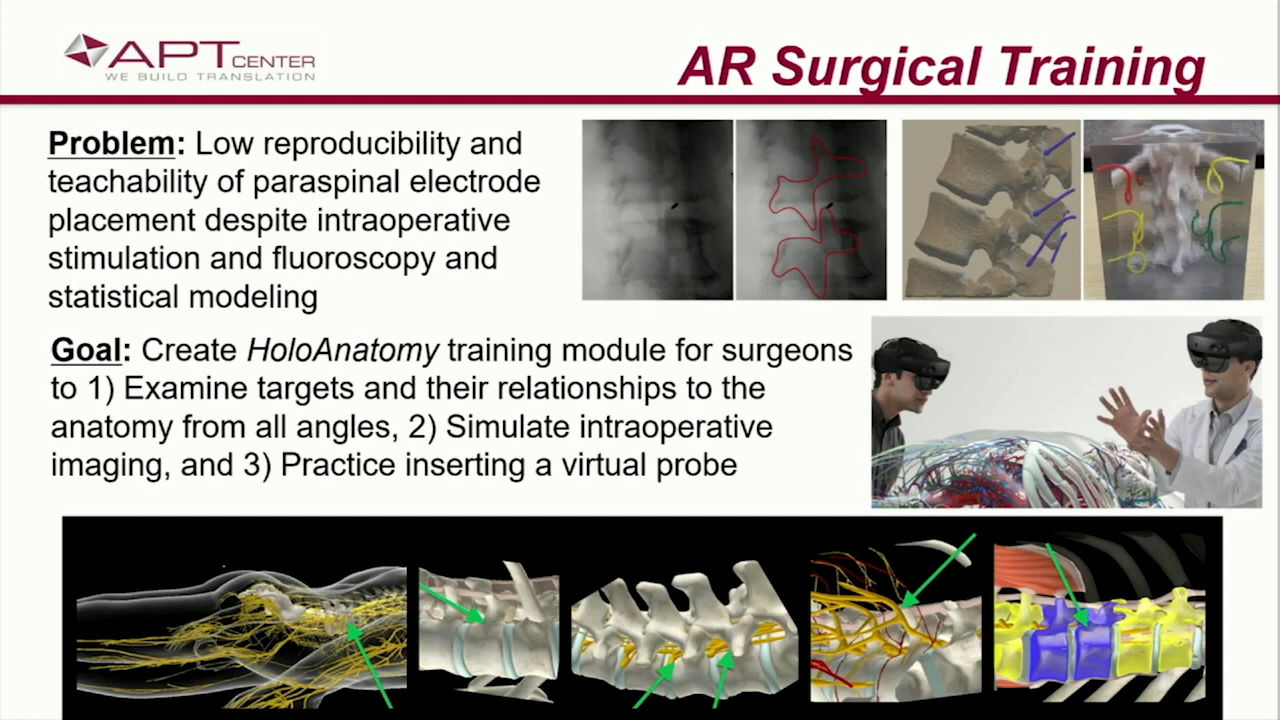 APT CENTER
WE BUILD TRANSLATION
AR Surgical Training
Problem: Low reproducibility and
teachability of paraspinal electrode
placement despite intraoperative
stimulation and fluoroscopy and
statistical modeling
Goal: Create HoloAnatomy training module for surgeons
to 1) Examine targets and their relationships to the
anatomy from all angles, 2) Simulate intraoperative
imaging, and 3) Practice inserting a virtual probe